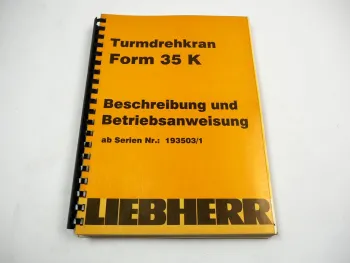 Turmdrehkran
Form 35 K
Beschreibung und
Betriebsanweisung
ab Serien Nr.: 193503/1
LIEBHERR